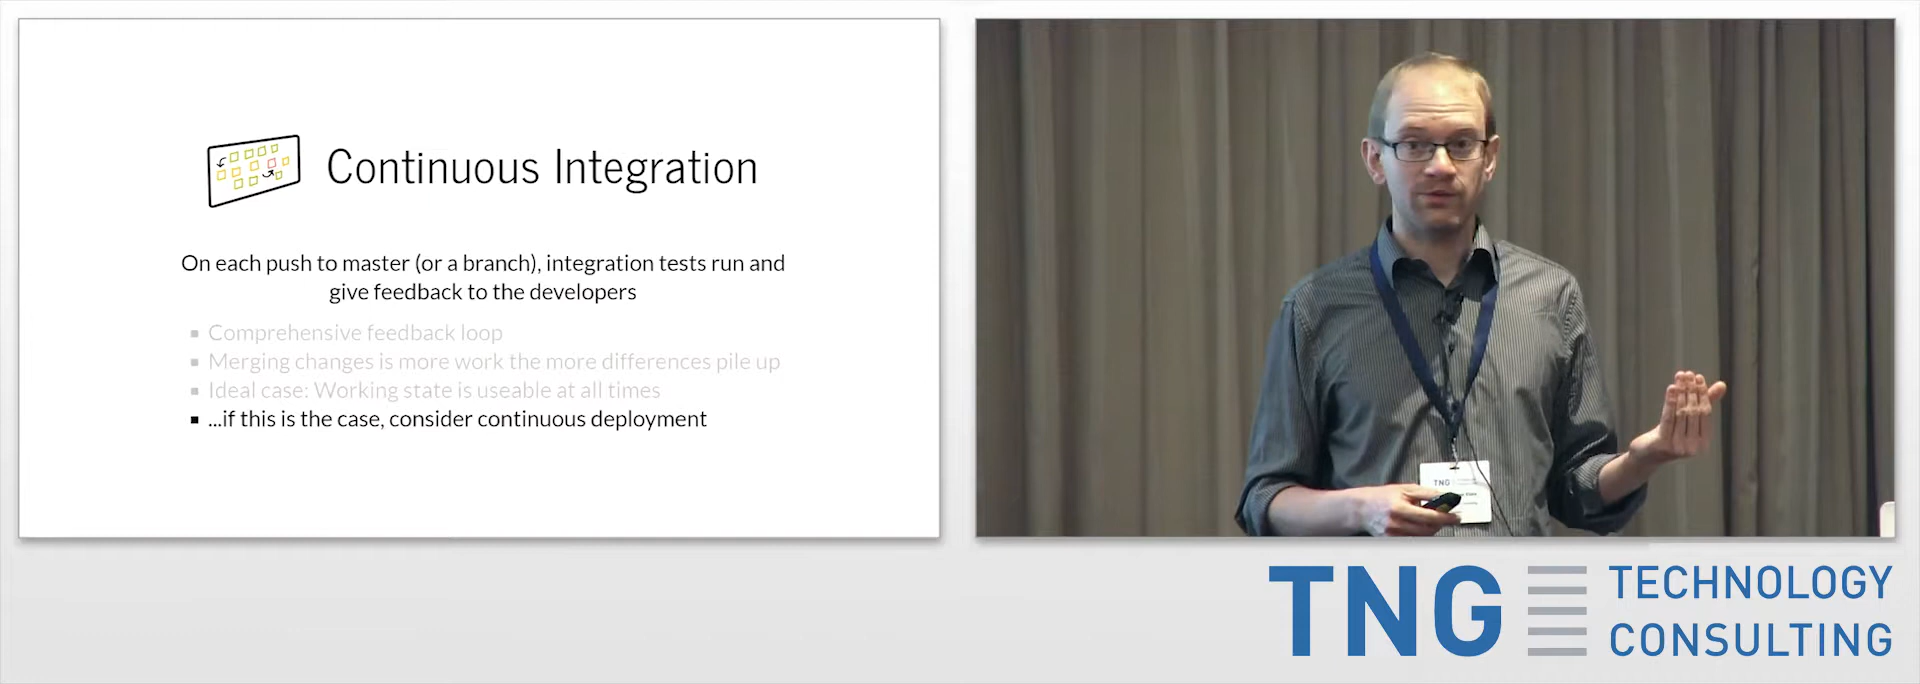 Continuous Integration
On each push to master (or a branch), integration tests run and
give feedback to the developers
Comprehensive feedback loop
Merging changes is more work the more differences pile up
Ideal case: Working state is useable at all times
...if this is the case, consider continuous deployment
TNG
TNG TECHNOLOGY
CONSULTING